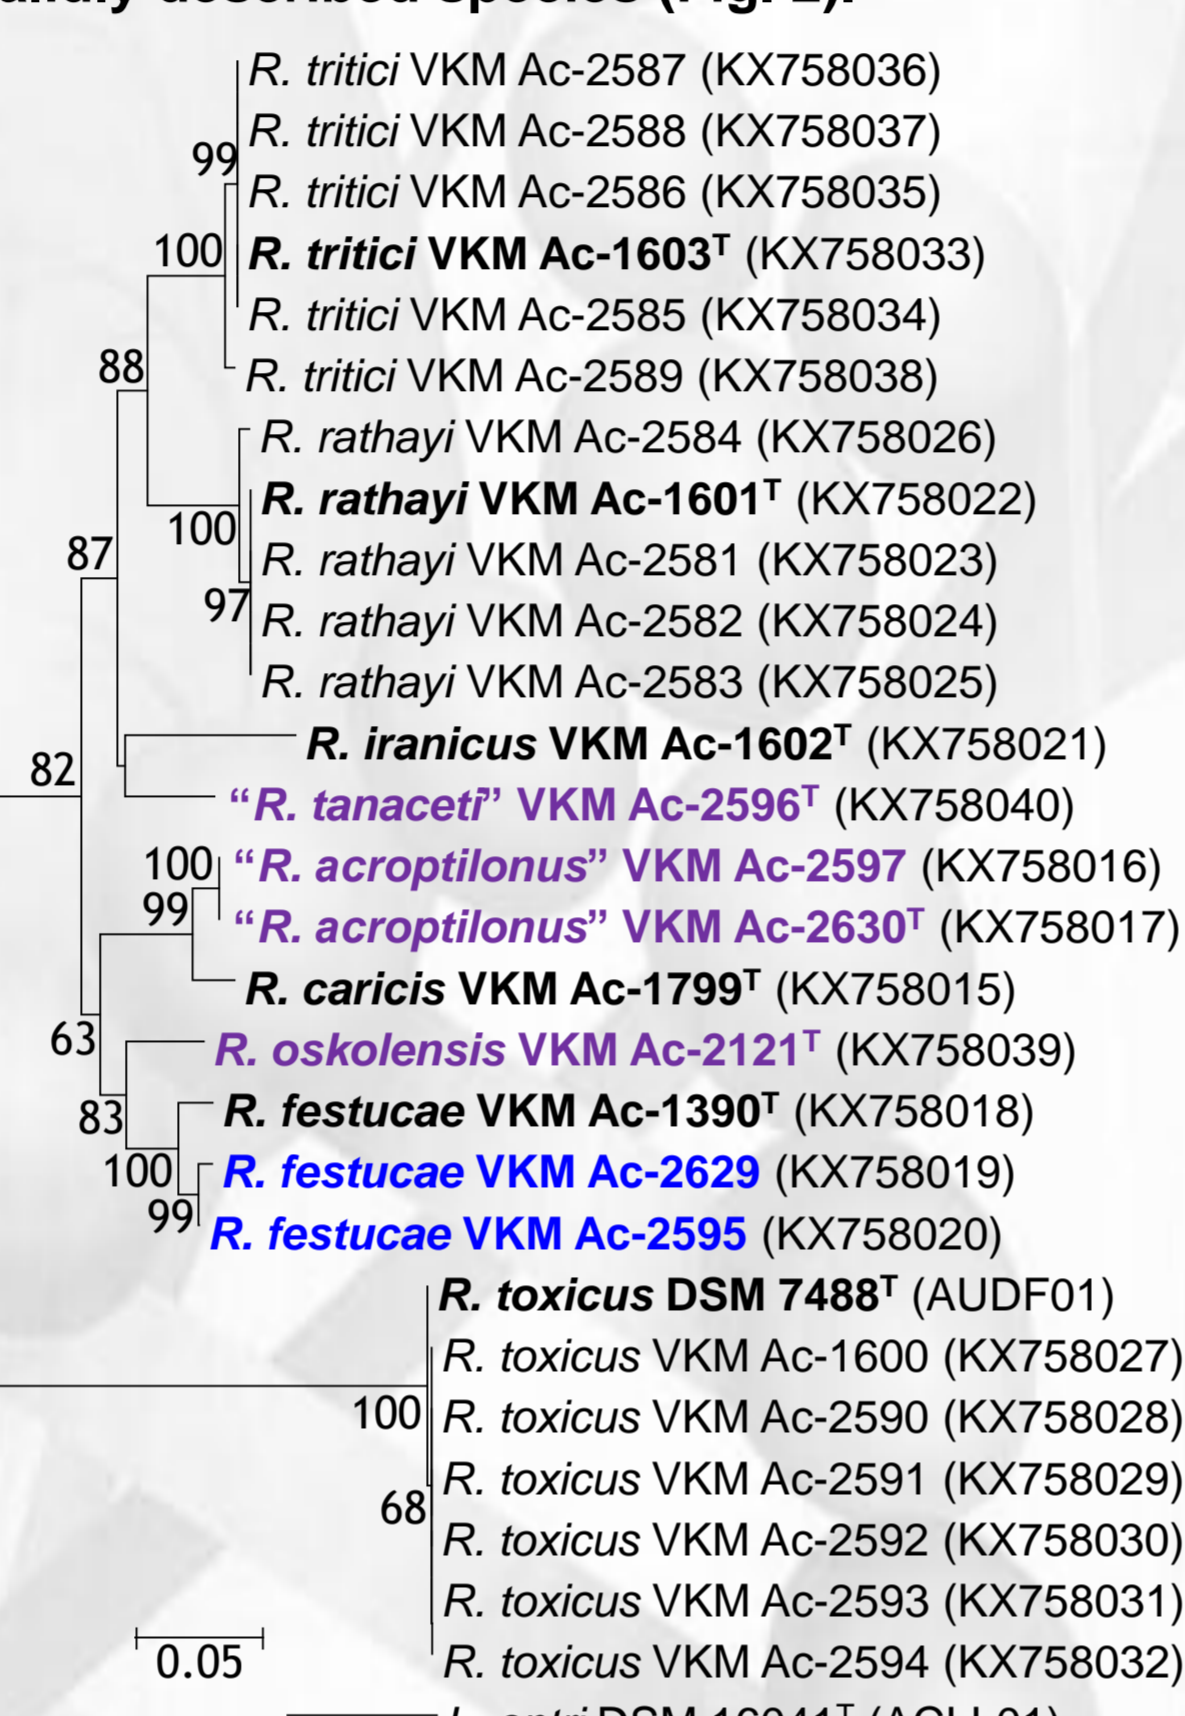 species (Fig. 2).
R. tritici VKM Ac-2587 (KX758036)
R. tritici VKM Ac-2588 (KX758037)
99
R. tritici VKM Ac-2586 (KX758035)
100
R. tritici VKM Ac-1603ᵀ (KX758033)
R. tritici VKM Ac-2585 (KX758034)
88
R. tritici VKM Ac-2589 (KX758038)
R. rathayi VKM Ac-2584 (KX758026)
R. rathayi VKM Ac-1601ᵀ (KX758022)
100
87
R. rathayi VKM Ac-2581 (KX758023)
97
R. rathayi VKM Ac-2582 (KX758024)
R. rathayi VKM Ac-2583 (KX758025)
R. iranicus VKM Ac-1602ᵀ (KX758021)
82
“R. tanaceti” VKM Ac-2596ᵀ (KX758040)
100
“R. acroptilonus” VKM Ac-2597 (KX758016)
99
“R. acroptilonus” VKM Ac-2630ᵀ (KX758017)
R. caricis VKM Ac-1799ᵀ (KX758015)
63
R. oskolensis VKM Ac-2121ᵀ (KX758039)
83
R. festucae VKM Ac-1390ᵀ (KX758018)
100
R. festucae VKM Ac-2629 (KX758019)
99
R. festucae VKM Ac-2595 (KX758020)
R. toxicus DSM 7488ᵀ (AUDF01)
R. toxicus VKM Ac-1600 (KX758027)
100
R. toxicus VKM Ac-2590 (KX758028)
R. toxicus VKM Ac-2591 (KX758029)
68
R. toxicus VKM Ac-2592 (KX758030)
R. toxicus VKM Ac-2593 (KX758031)
0.05
R. toxicus VKM Ac-2594 (KX758032)